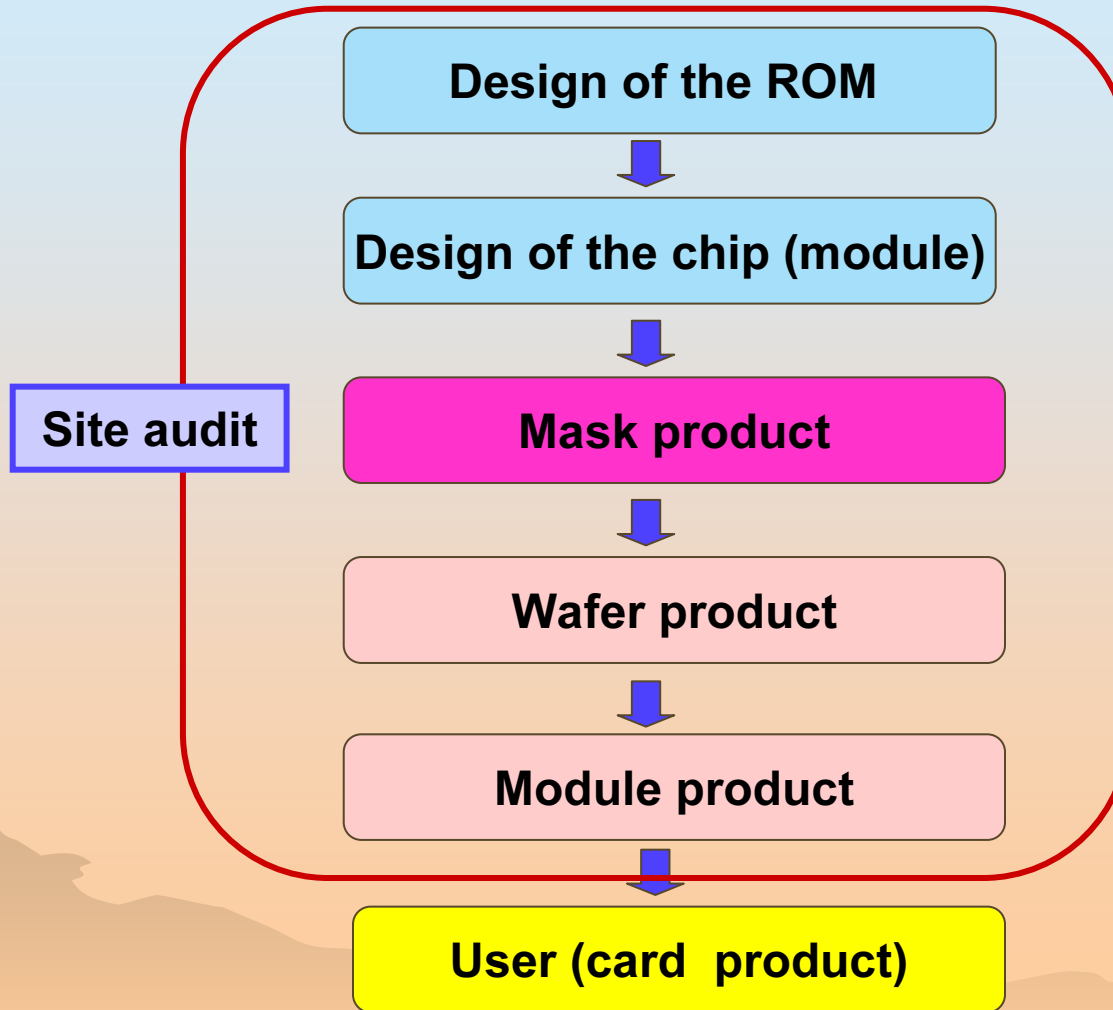 Design of the ROM
Design of the chip (module)
Site audit
Mask product
Wafer product
Module product
User (card product)